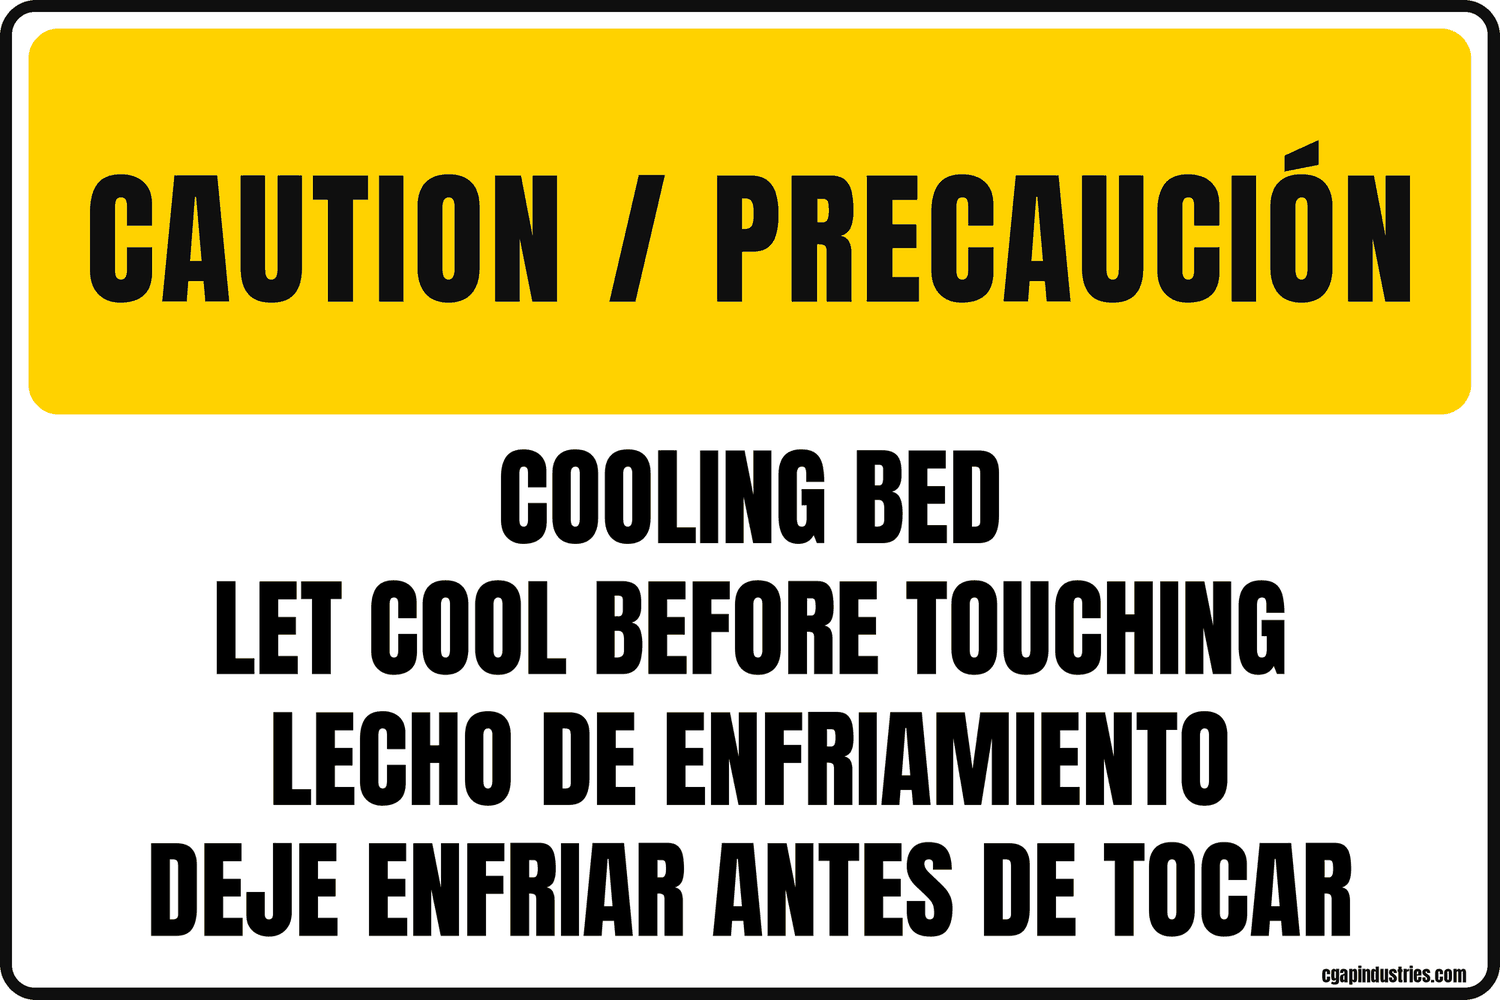 CAUTION / PRECAUCIÓN
COOLING BED
LET COOL BEFORE TOUCHING
LECHO DE ENFRIAMIENTO
DEJE ENFRIAR ANTES DE TOCAR
cgapindustries.com